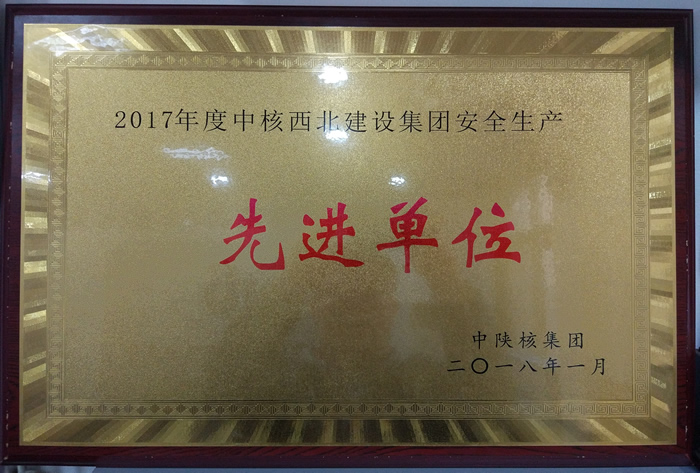 2017年度中核西北建设集团安全生产
先进单位
中陕核集团
二〇一八年一月